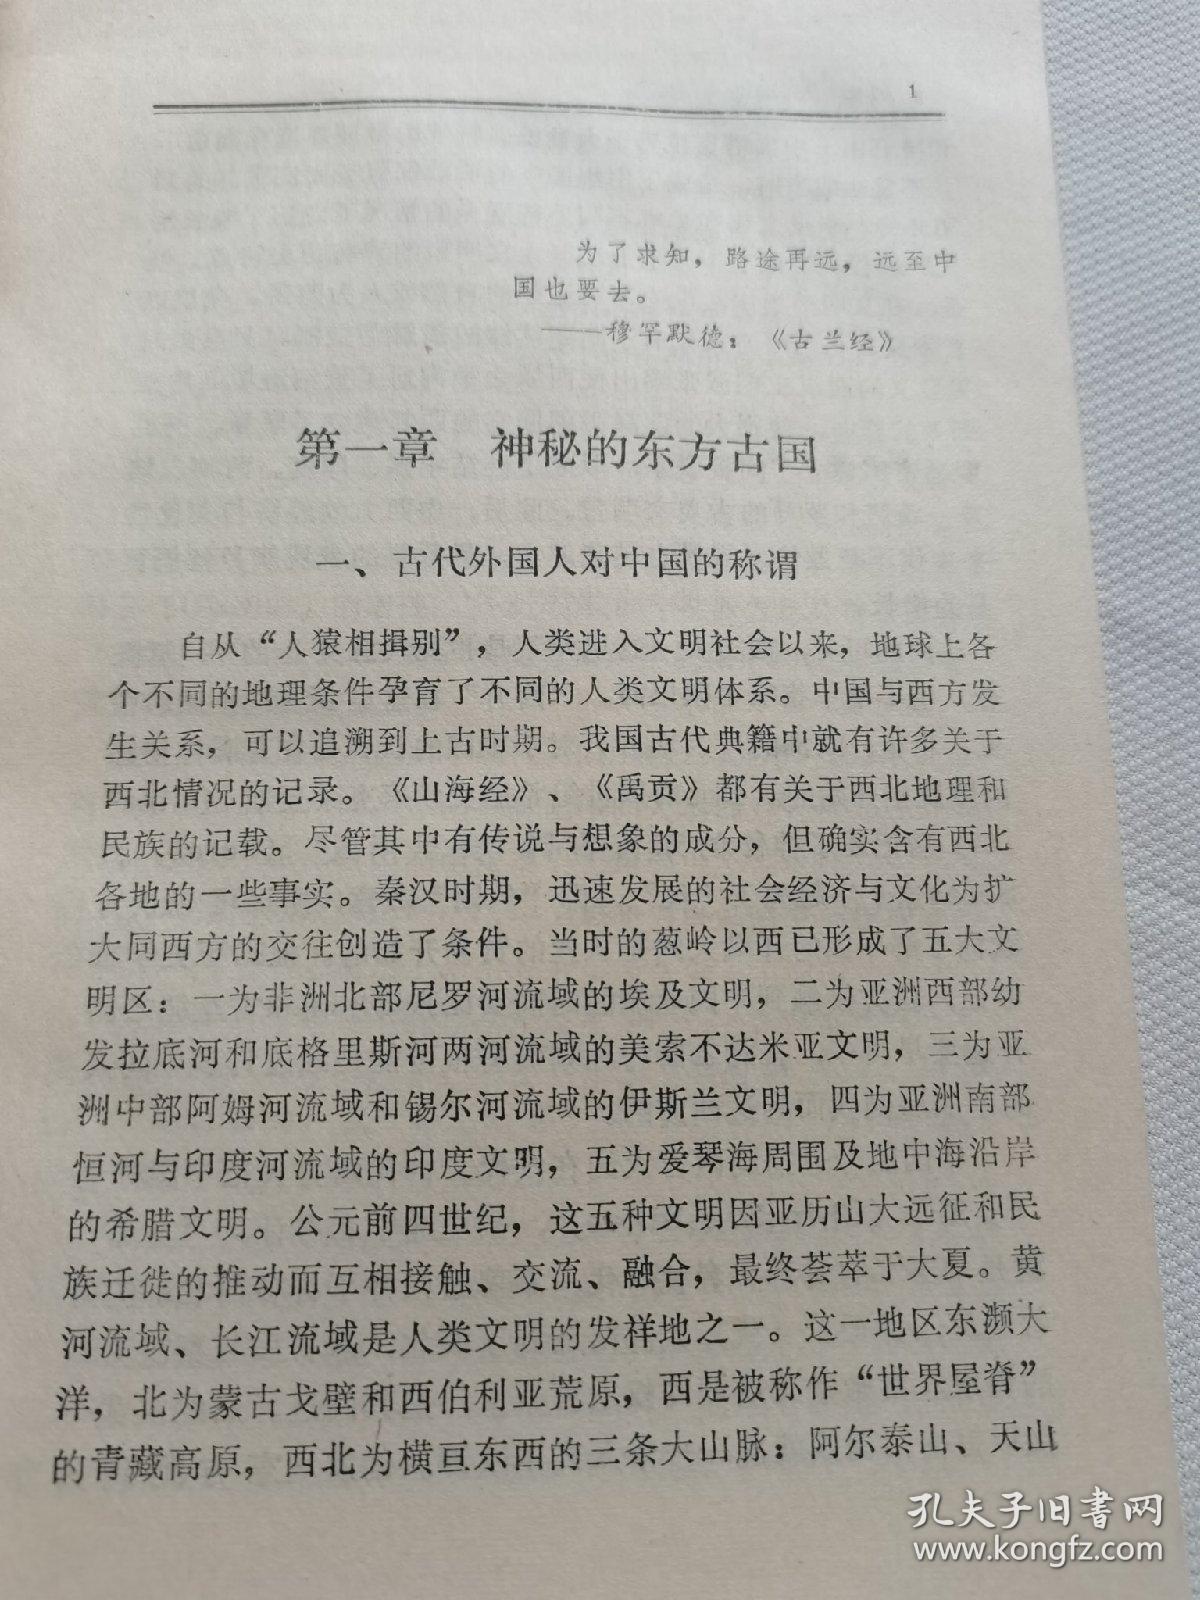 1
为了求知，路途再远，远至中
国也要去。
——穆罕默德：《古兰经》
第一章　神秘的东方古国
一、古代外国人对中国的称谓
自从“人猿相揖别”，人类进入文明社会以来，地球上各
个不同的地理条件孕育了不同的人类文明体系。中国与西方发
生关系，可以追溯到上古时期。我国古代典籍中就有许多关于
西北情况的记录。《山海经》、《禹贡》都有关于西北地理和
民族的记载。尽管其中有传说与想象的成分，但确实含有西北
各地的一些事实。秦汉时期，迅速发展的社会经济与文化为扩
大同西方的交往创造了条件。当时的葱岭以西已形成了五大文
明区：一为非洲北部尼罗河流域的埃及文明，二为亚洲西部幼
发拉底河和底格里斯河两河流域的美索不达米亚文明，三为亚
洲中部阿姆河流域和锡尔河流域的伊斯兰文明，四为亚洲南部
恒河与印度河流域的印度文明，五为爱琴海周围及地中海沿岸
的希腊文明。公元前四世纪，这五种文明因亚历山大远征和民
族迁徙的推动而互相接触、交流、融合，最终荟萃于大夏。黄
河流域、长江流域是人类文明的发祥地之一。这一地区东濒大
洋，北为蒙古戈壁和西伯利亚荒原，西是被称作“世界屋脊”
的青藏高原，西北为横亘东西的三条大山脉：阿尔泰山、天山
孔夫子旧书网
www.kongfz.com